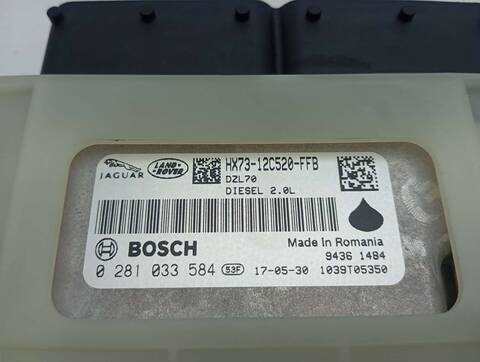 JAGUAR
LAND ROVER
HX73-12C520-FFB
DZL70
DIESEL 2.0L
BOSCH
Made in Romania
9436 1484
0 281 033 584 53F 17-05-30 1039T05350